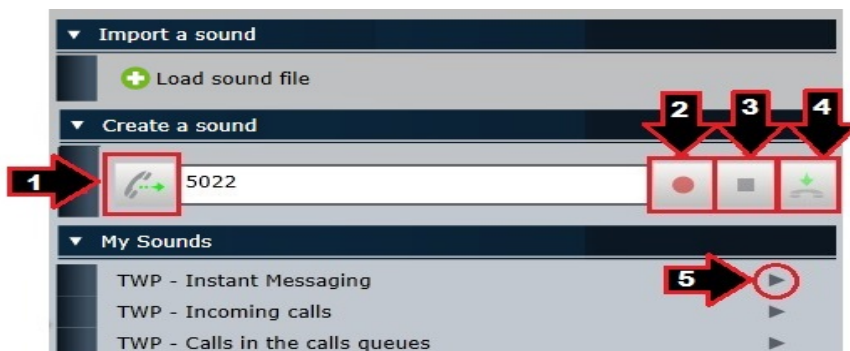 Import a sound
Load sound file
2 3 4
Create a sound
1 5022
My Sounds
TWP - Instant Messaging 5
TWP - Incoming calls
TWP - Calls in the calls queues